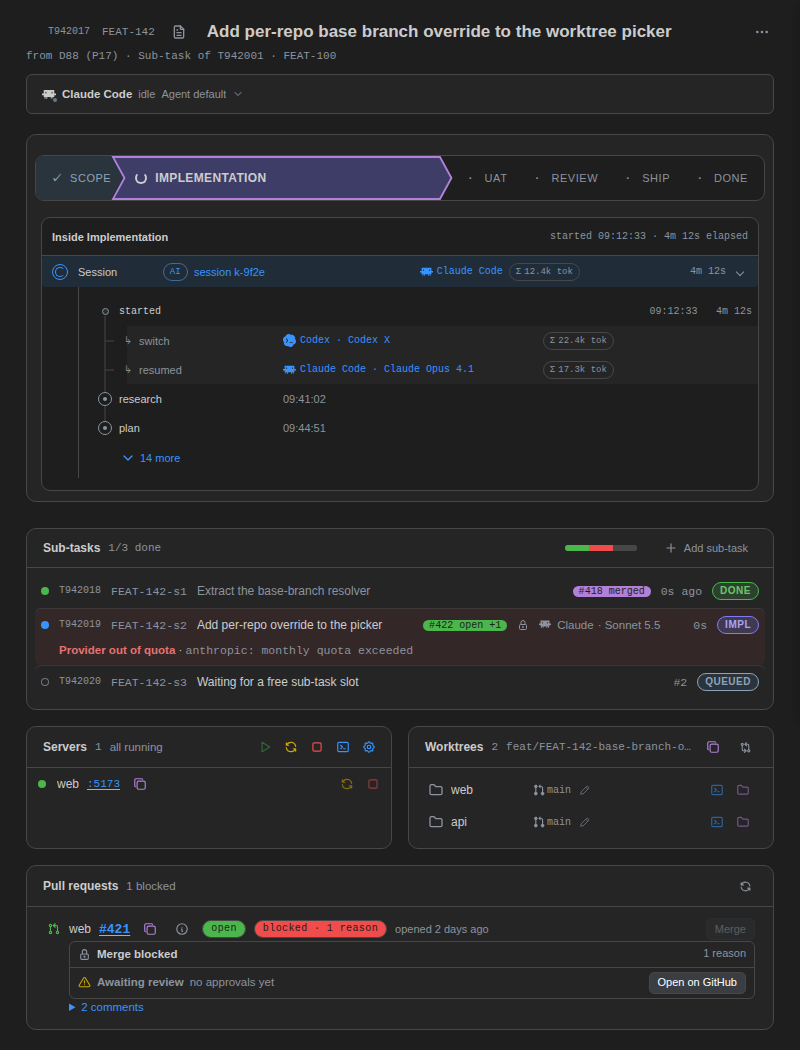 T942017 FEAT-142 Add per-repo base branch override to the worktree picker
from D88 (P17) · Sub-task of T942001 · FEAT-100
Claude Code idle Agent default
SCOPE IMPLEMENTATION · UAT · REVIEW · SHIP · DONE
Inside Implementation started 09:12:33 · 4m 12s elapsed
Session AI session k-9f2e Claude Code Σ 12.4k tok 4m 12s
started 09:12:33 4m 12s
↳ switch Codex · Codex X Σ 22.4k tok
↳ resumed Claude Code · Claude Opus 4.1 Σ 17.3k tok
research 09:41:02
plan 09:44:51
14 more
Sub-tasks 1/3 done Add sub-task
T942018 FEAT-142-s1 Extract the base-branch resolver #418 merged 0s ago DONE
T942019 FEAT-142-s2 Add per-repo override to the picker #422 open +1 Claude · Sonnet 5.5 0s IMPL
Provider out of quota · anthropic: monthly quota exceeded
T942020 FEAT-142-s3 Waiting for a free sub-task slot #2 QUEUED
Servers 1 all running
web :5173
Worktrees 2 feat/FEAT-142-base-branch-o…
web main
api main
Pull requests 1 blocked
web #421 open blocked · 1 reason opened 2 days ago Merge
Merge blocked 1 reason
Awaiting review no approvals yet Open on GitHub
2 comments